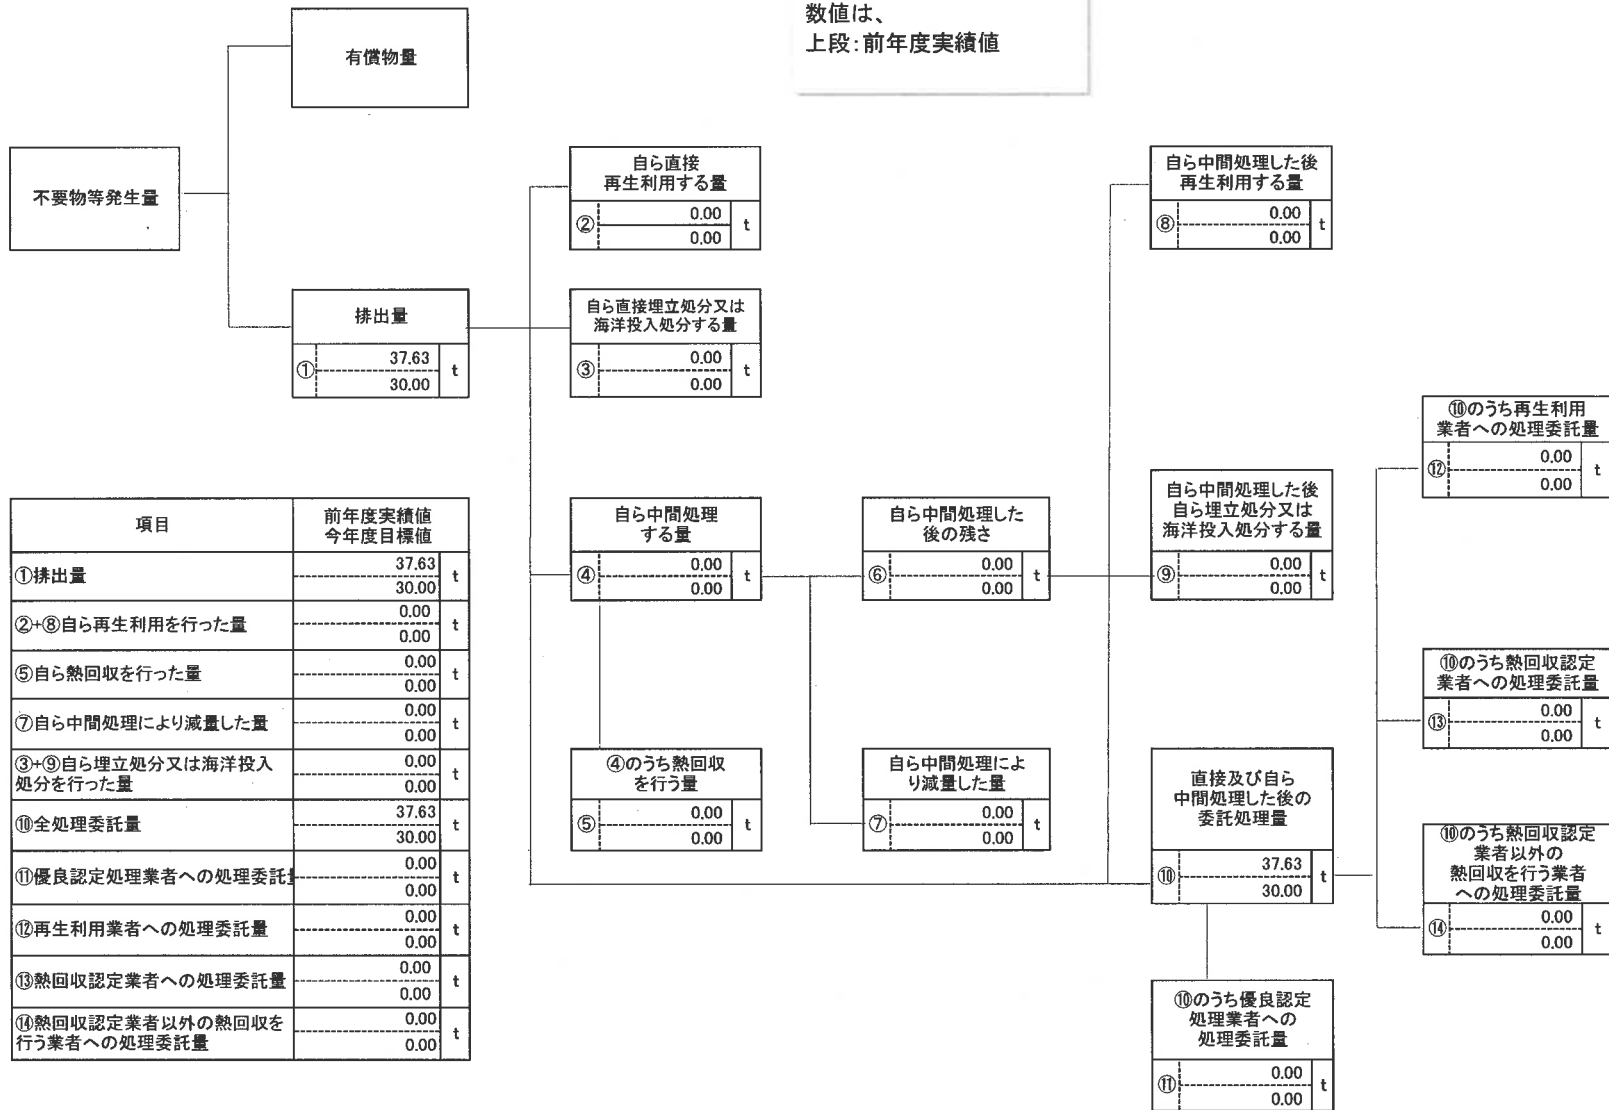 数値は、
上段：前年度実績値
有償物量
不要物等発生量
排出量
① 37.63 t
30.00
自ら直接
再生利用する量
② 0.00 t
0.00
自ら直接埋立処分又は
海洋投入処分する量
③ 0.00 t
0.00
自ら中間処理した後
再生利用する量
⑧ 0.00 t
0.00
⑩のうち再生利用
業者への処理委託量
⑫ 0.00 t
0.00
自ら中間処理
する量
④ 0.00 t
0.00
自ら中間処理した
後の残さ
⑥ 0.00 t
0.00
自ら中間処理した後
自ら埋立処分又は
海洋投入処分する量
⑨ 0.00 t
0.00
⑩のうち熱回収認定
業者への処理委託量
⑬ 0.00 t
0.00
④のうち熱回収
を行う量
⑤ 0.00 t
0.00
自ら中間処理によ
り減量した量
⑦ 0.00 t
0.00
直接及び自ら
中間処理した後の
委託処理量
⑩ 37.63 t
30.00
⑩のうち熱回収認定
業者以外の
熱回収を行う業者
への処理委託量
⑭ 0.00 t
0.00
⑩のうち優良認定
処理業者への
処理委託量
⑪ 0.00 t
0.00
項目 前年度実績値
今年度目標値
①排出量 37.63 t
30.00
②+⑧自ら再生利用を行った量 0.00 t
0.00
⑤自ら熱回収を行った量 0.00 t
0.00
⑦自ら中間処理により減量した量 0.00 t
0.00
③+⑨自ら埋立処分又は海洋投入
処分を行った量 0.00 t
0.00
⑩全処理委託量 37.63 t
30.00
⑪優良認定処理業者への処理委託 0.00 t
0.00
⑫再生利用業者への処理委託量 0.00 t
0.00
⑬熱回収認定業者への処理委託量 0.00 t
0.00
⑭熱回収認定業者以外の熱回収を
行う業者への処理委託量 0.00 t
0.00